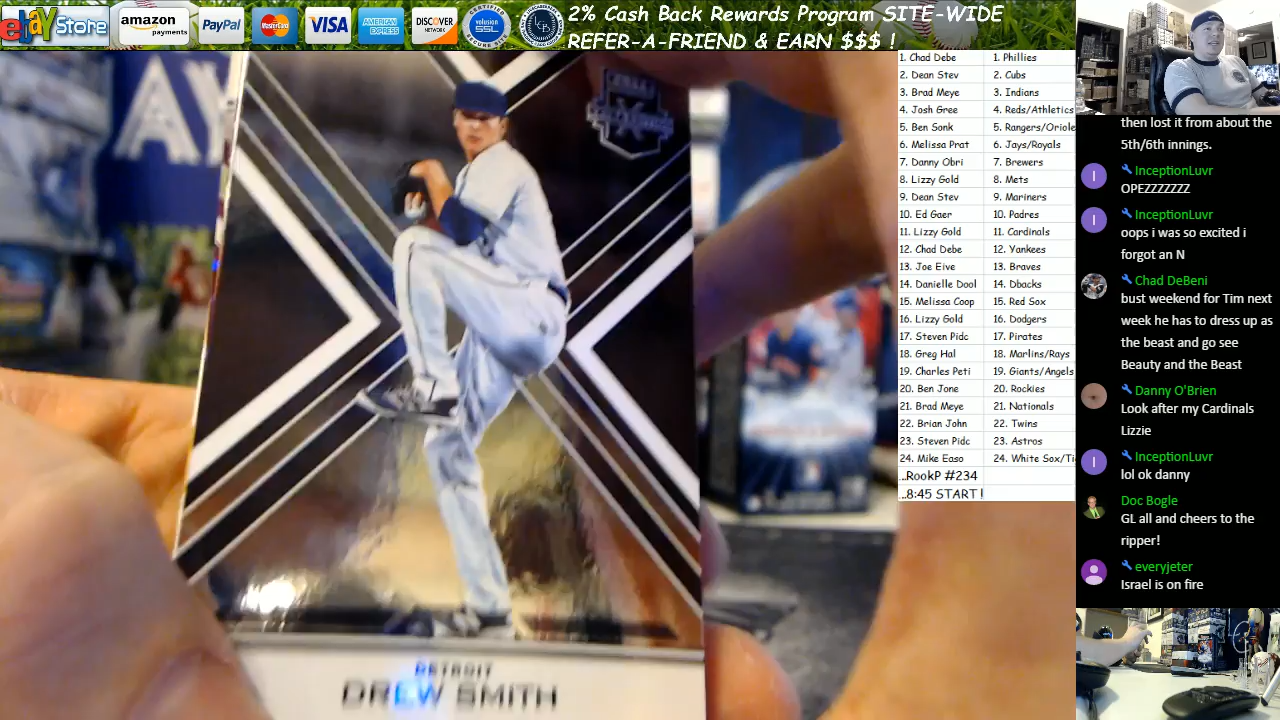 ebay Store
amazon
payments
PayPal
MasterCard
VISA
AMERICAN
EXPRESS
DISCOVER
NETWORK
SSL
2% Cash Back Rewards Program SITE-WIDE
REFER-A-FRIEND & EARN $$$ !
AV
DETROIT
DREW SMITH
1. Chad Debe 1. Phillies
2. Dean Stev 2. Cubs
3. Brad Meye 3. Indians
4. Josh Gree 4. Reds/Athletics
5. Ben Sonk 5. Rangers/Oriole
6. Melissa Prat 6. Jays/Royals
7. Danny Obri 7. Brewers
8. Lizzy Gold 8. Mets
9. Dean Stev 9. Mariners
10. Ed Gaer 10. Padres
11. Lizzy Gold 11. Cardinals
12. Chad Debe 12. Yankees
13. Joe Eive 13. Braves
14. Danielle Dool 14. Dbacks
15. Melissa Coop 15. Red Sox
16. Lizzy Gold 16. Dodgers
17. Steven Pidc 17. Pirates
18. Greg Hal 18. Marlins/Rays
19. Charles Peti 19. Giants/Angels
20. Ben Jone 20. Rockies
21. Brad Meye 21. Nationals
22. Brian John 22. Twins
23. Steven Pidc 23. Astros
24. Mike Easo 24. White Sox/Ti
...RookP #234
...8:45 START !
then lost it from about the
5th/6th innings.
I InceptionLuvr
OPEZZZZZZZ
I InceptionLuvr
oops i was so excited i
forgot an N
Chad DeBeni
bust weekend for Tim next
week he has to dress up as
the beast and go see
Beauty and the Beast
Danny O'Brien
Look after my Cardinals
Lizzie
I InceptionLuvr
lol ok danny
Doc Bogle
GL all and cheers to the
ripper!
everyjeter
Israel is on fire